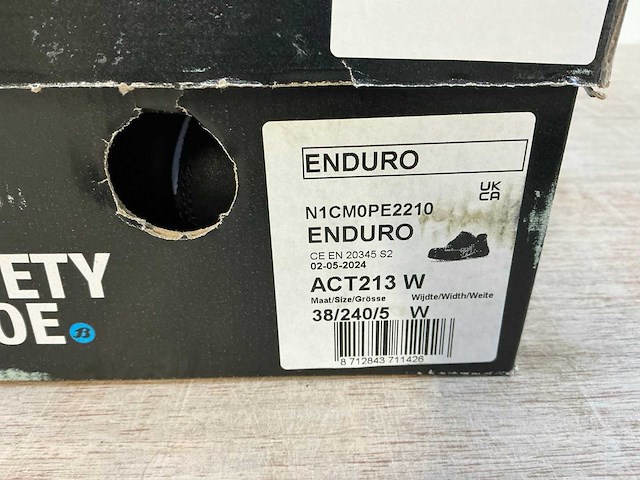 ENDURO
UK
CA
N1CM0PE2210
ENDURO
CE EN 20345 S2
02-05-2024
ACT213 W
Maat/Size/Grösse Wijdte/Width/Weite
38/240/5 W
8 712843 711426
ETY
OE
B